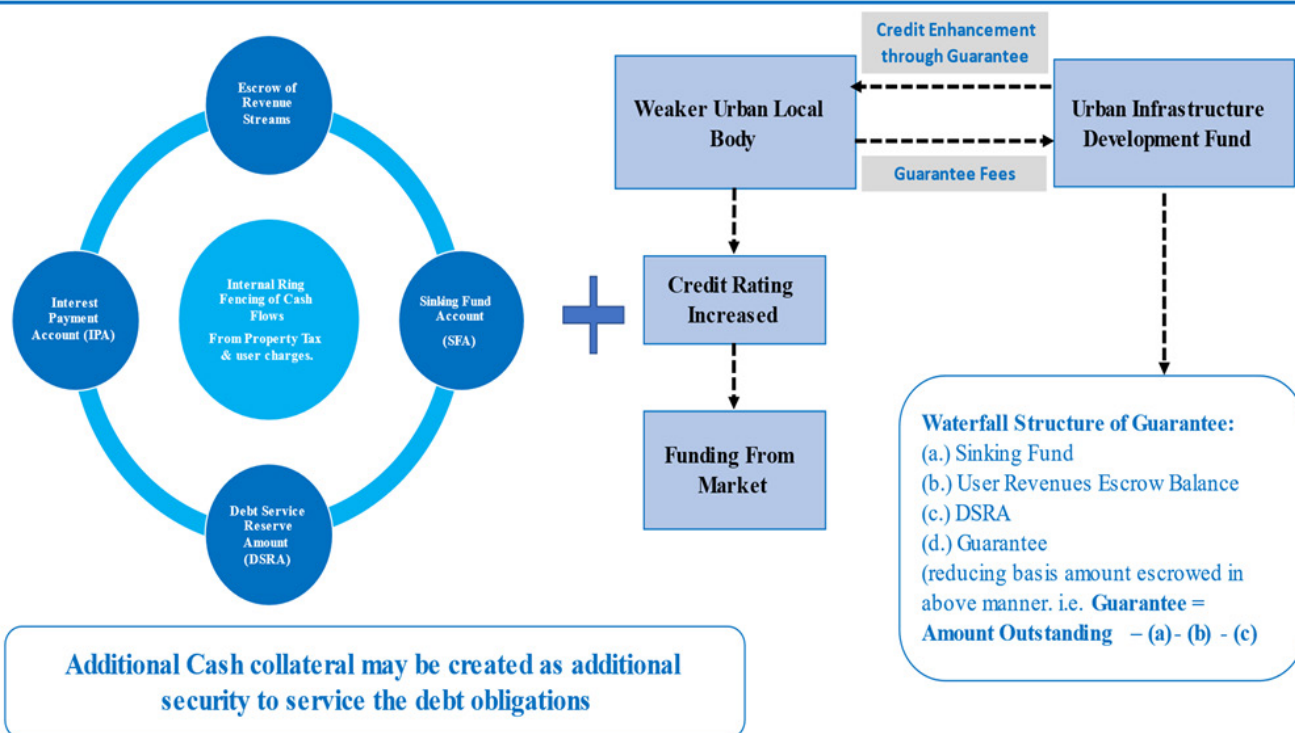 Escrow of
Revenue
Streams
Interest
Payment
Account (IPA)
Internal Ring
Fencing of Cash
Flows
From Property Tax
& user charges.
Sinking Fund
Account
(SFA)
Debt Service
Reserve
Amount
(DSRA)
Credit Enhancement
through Guarantee
Weaker Urban Local
Body
Urban Infrastructure
Development Fund
Guarantee Fees
Credit Rating
Increased
Funding From
Market
Waterfall Structure of Guarantee:
(a.) Sinking Fund
(b.) User Revenues Escrow Balance
(c.) DSRA
(d.) Guarantee
(reducing basis amount escrowed in
above manner. i.e. Guarantee =
Amount Outstanding – (a) - (b) - (c)
Additional Cash collateral may be created as additional
security to service the debt obligations